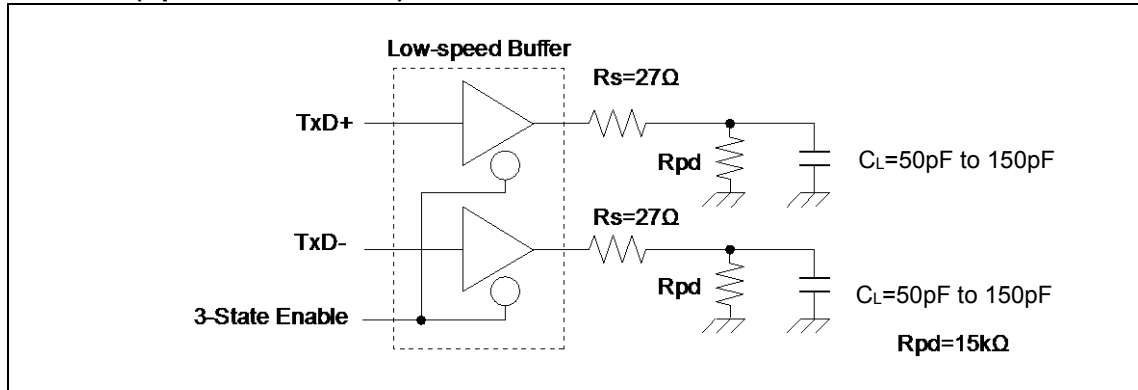 Low-speed Buffer
Rs=27Ω
TxD+
Rpd
CL=50pF to 150pF
Rs=27Ω
TxD-
Rpd
CL=50pF to 150pF
3-State Enable
Rpd=15kΩ